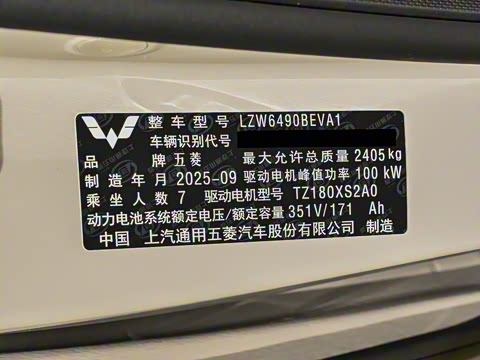 整车型号 LZW6490BEVA1
车辆识别代号
品牌 五菱 最大允许总质量 2405 kg
制造年月 2025-09 驱动电机峰值功率 100 kW
乘坐人数 7 驱动电机型号 TZ180XS2A0
动力电池系统额定电压/额定容量 351V/171 Ah
中国 上汽通用五菱汽车股份有限公司 制造